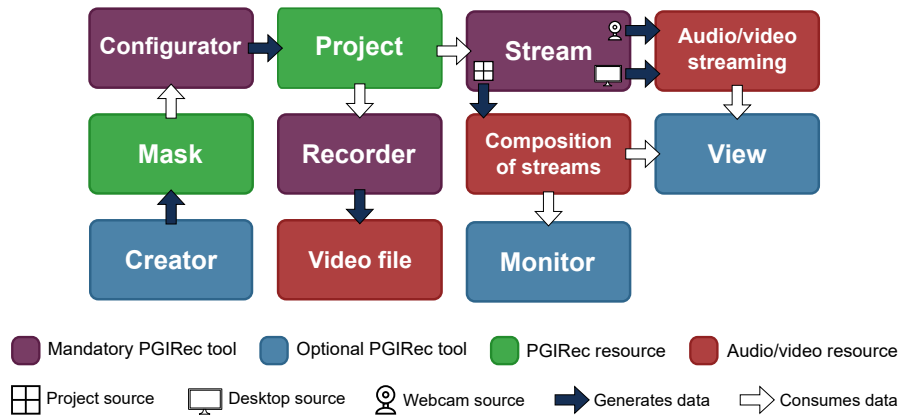 Configurator
Project
Stream
Audio/video
streaming
Mask
Recorder
Composition
of streams
View
Creator
Video file
Monitor
Mandatory PGIRec tool
Optional PGIRec tool
PGIRec resource
Audio/video resource
Project source
Desktop source
Webcam source
Generates data
Consumes data